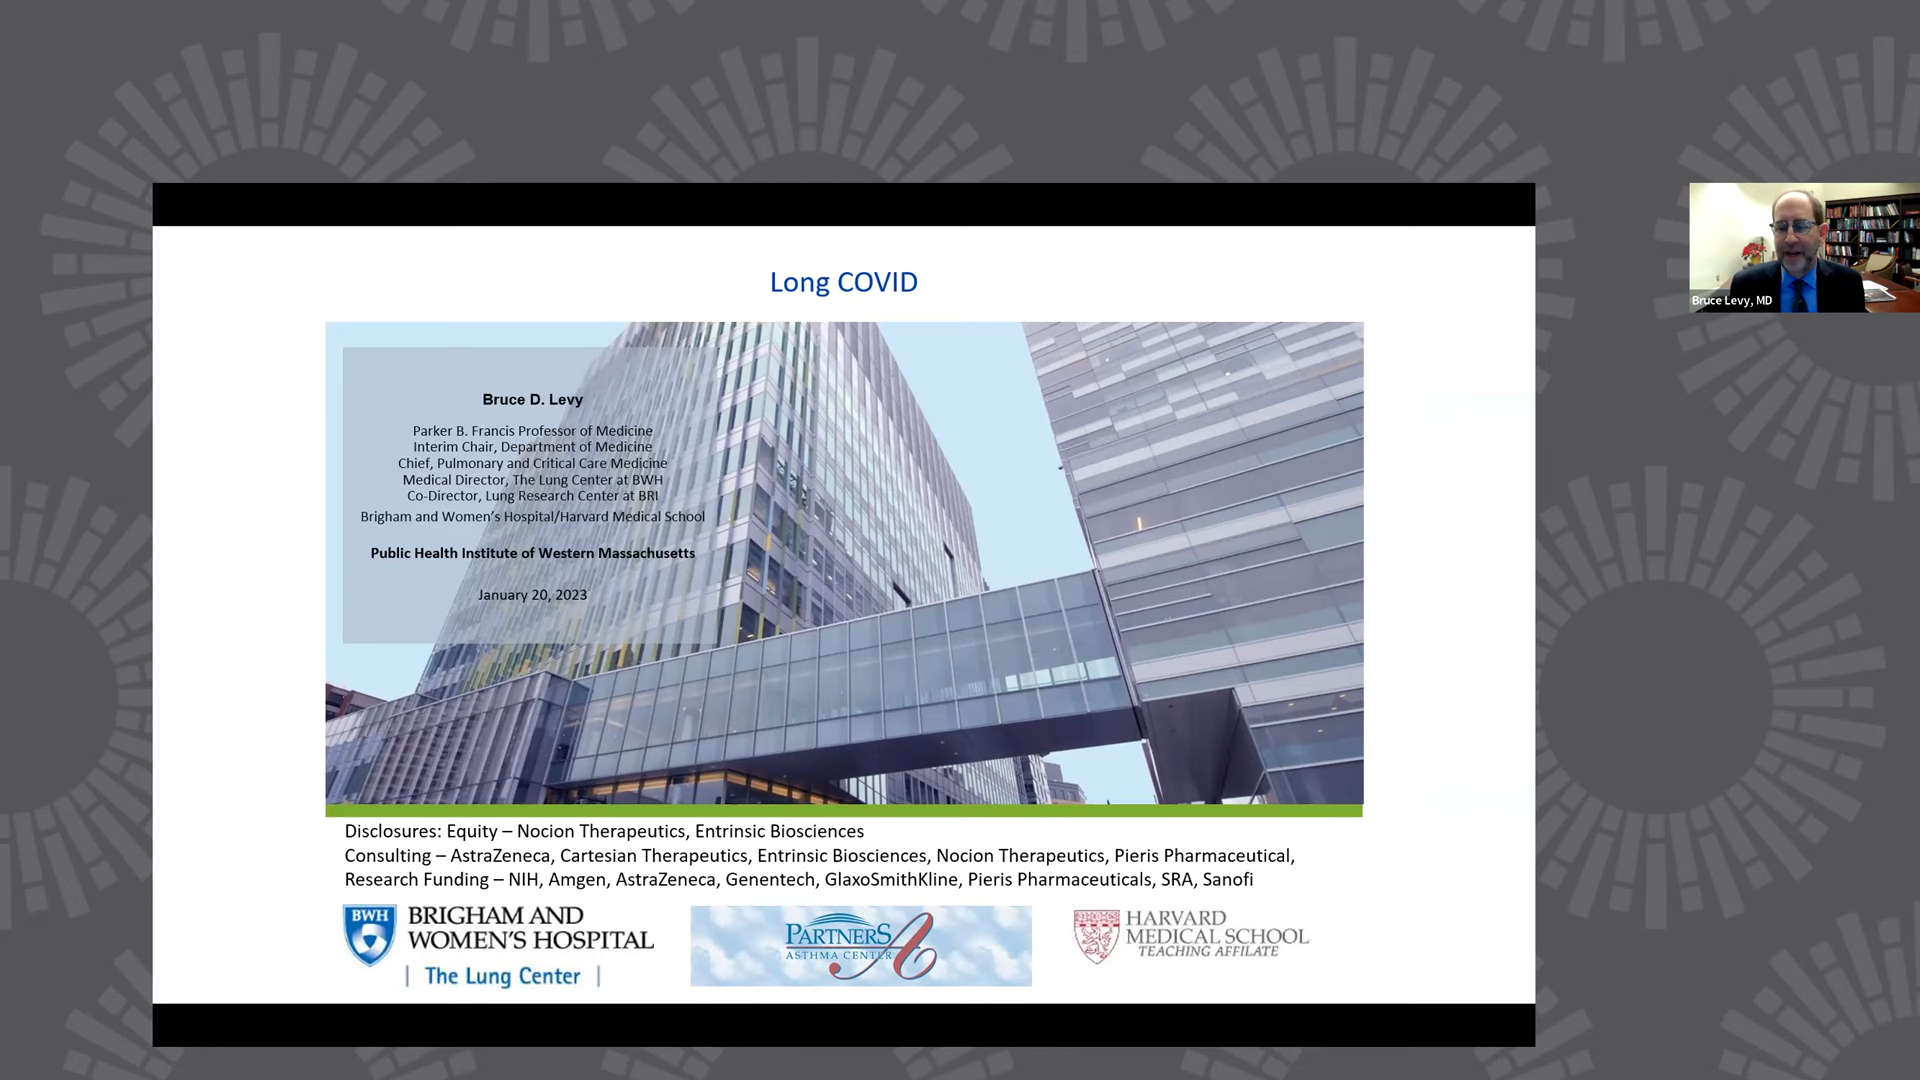 Long COVID
Bruce D. Levy
Parker B. Francis Professor of Medicine
Interim Chair, Department of Medicine
Chief, Pulmonary and Critical Care Medicine
Medical Director, The Lung Center at BWH
Co-Director, Lung Research Center at BRI
Brigham and Women’s Hospital/Harvard Medical School
Public Health Institute of Western Massachusetts
January 20, 2023
Disclosures: Equity – Nocion Therapeutics, Entrinsic Biosciences
Consulting – AstraZeneca, Cartesian Therapeutics, Entrinsic Biosciences, Nocion Therapeutics, Pieris Pharmaceutical,
Research Funding – NIH, Amgen, AstraZeneca, Genentech, GlaxoSmithKline, Pieris Pharmaceuticals, SRA, Sanofi
BWH
BRIGHAM AND
WOMEN’S HOSPITAL
| The Lung Center |
PARTNERS
ASTHMA CENTER
A
HARVARD
MEDICAL SCHOOL
TEACHING AFFILIATE
Bruce Levy, MD